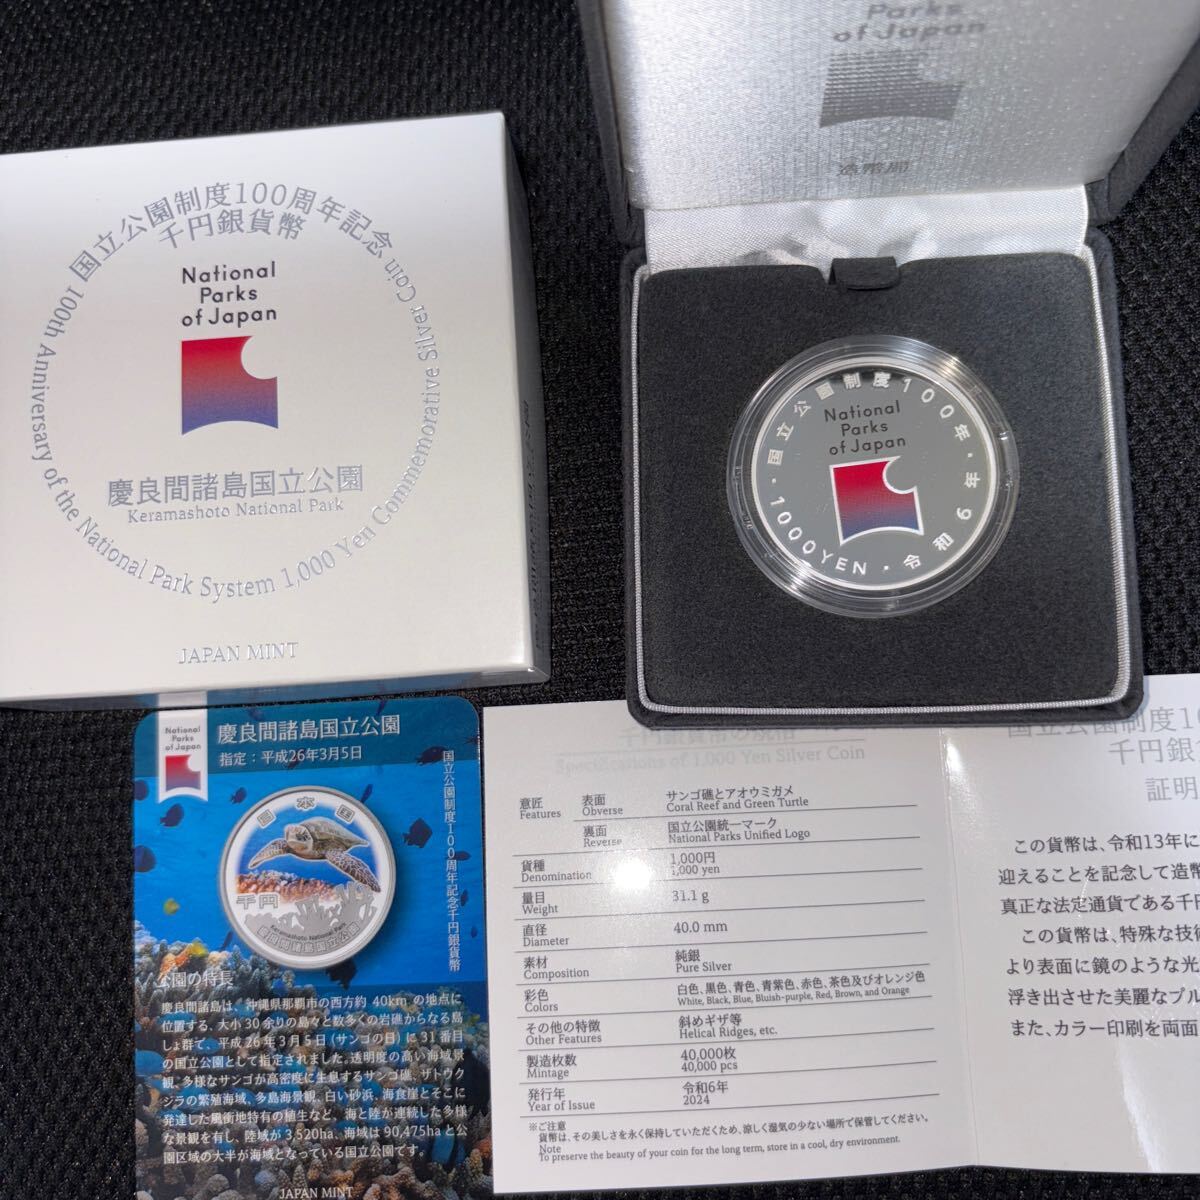 国立公園制度100周年記念
千円銀貨幣
100th Anniversary of the National Park System 1,000 Yen Commemorative Silver Coin
National
Parks
of Japan
慶良間諸島国立公園
Keramashoto National Park
JAPAN MINT
Parks
of Japan
造幣局
国立公園制度100年・令和6年・1000YEN・
National
Parks
of Japan
National
Parks
of Japan
慶良間諸島国立公園
指定：平成26年3月5日
国立公園制度100周年記念千円銀貨幣
日本国
千円
Keramashoto National Park
慶良間諸島国立公園
公園の特長
慶良間諸島は、沖縄県那覇市の西方約 40km の地点に
位置する、大小 30 余りの島々と数多くの岩礁からなる島
しょ群で、平成 26 年 3 月 5 日 (サンゴの日) に 31 番目
の国立公園として指定されました。透明度の高い海域景
観、多様なサンゴが高密度に生息するサンゴ礁、ザトウク
ジラの繁殖海域、多島海景観、白い砂浜、海食崖とそこに
発達した風衝地特有の植生など、海と陸が連続した多様
な景観を有し、陸域が 3,520ha、海域は 90,475ha と公
園区域の大半が海域となっている国立公園です。
JAPAN MINT
千円銀貨幣の規格
Specifications of 1,000 Yen Silver Coin
意匠 表面 サンゴ礁とアオウミガメ
Features Obverse Coral Reef and Green Turtle
裏面 国立公園統一マーク
Reverse National Parks Unified Logo
貨種 1,000円
Denomination 1,000 yen
量目 31.1 g
Weight
直径 40.0 mm
Diameter
素材 純銀
Composition Pure Silver
彩色 白色、黒色、青色、青紫色、赤色、茶色及びオレンジ色
Colors White, Black, Blue, Bluish-purple, Red, Brown, and Orange
その他の特徴 斜めギザ等
Other Features Helical Ridges, etc.
製造枚数 40,000枚
Mintage 40,000 pcs
発行年 令和6年
Year of Issue 2024
※ご注意
貨幣は、その美しさを永く保持していただくため、涼しく湿気の少ない場所で保管してください。
Note
To preserve the beauty of your coin for the long term, store in a cool, dry environment.
国立公園制度1
千円銀
証明
この貨幣は、令和13年に
迎えることを記念して造幣
真正な法定通貨である千円
この貨幣は、特殊な技術
より表面に鏡のような光
浮き出させた美麗なプル
また、カラー印刷を両面